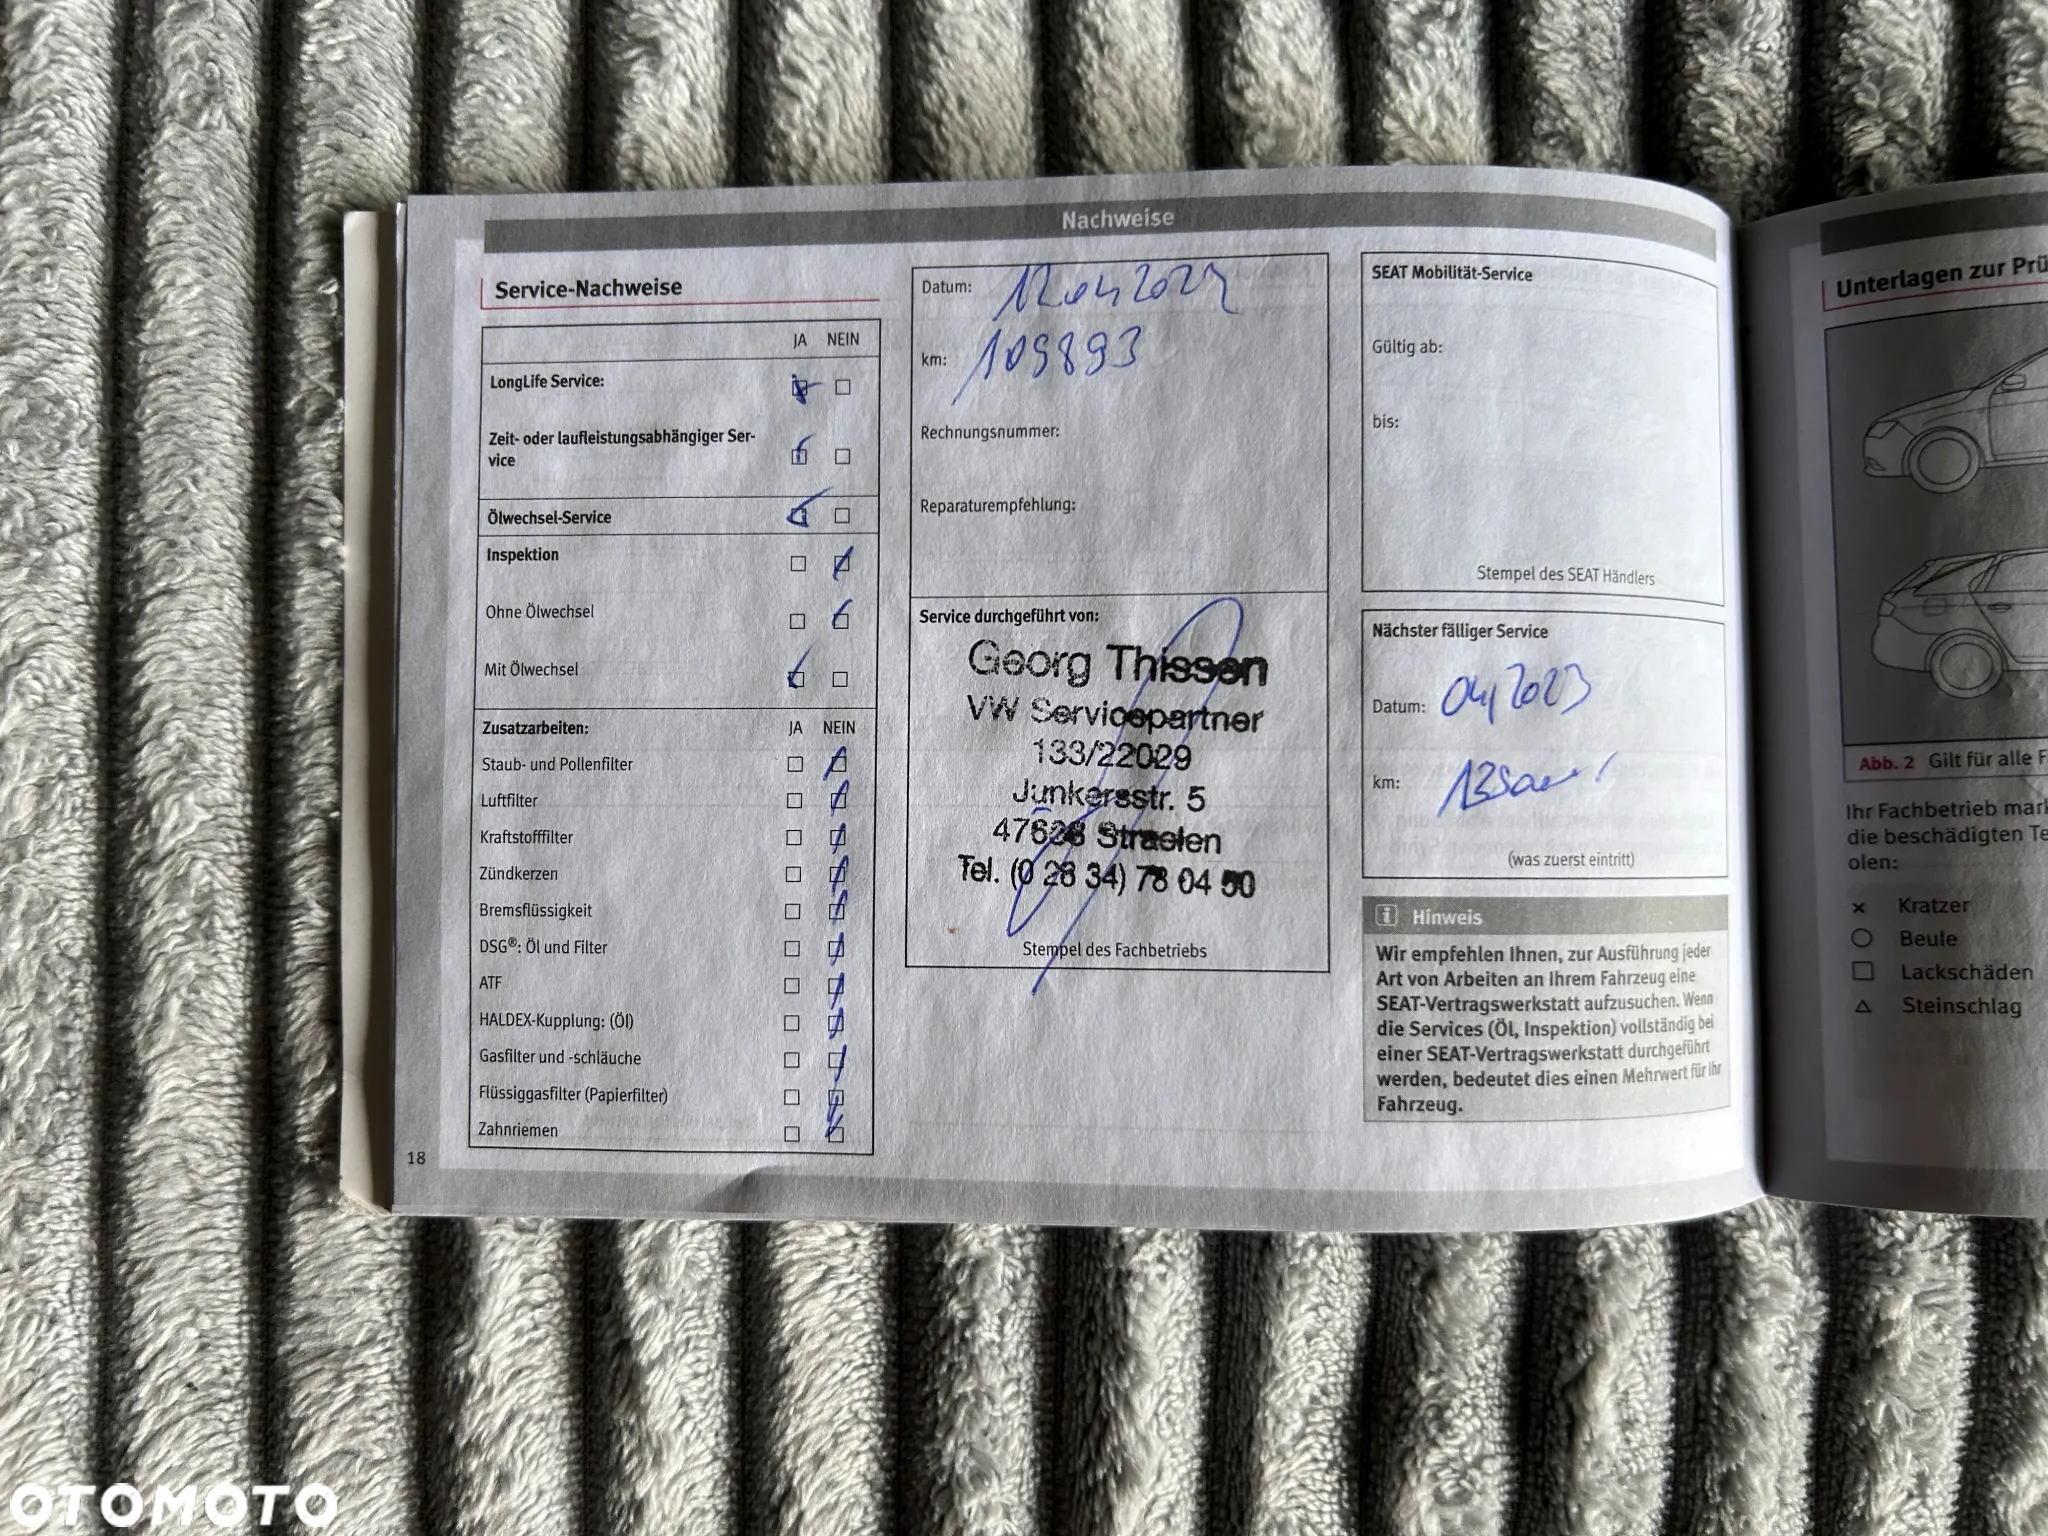 Nachweise
Service-Nachweise
JA NEIN
LongLife Service:
Zeit- oder laufleistungsabhängiger Ser-
vice
Ölwechsel-Service
Inspektion
Ohne Ölwechsel
Mit Ölwechsel
Zusatzarbeiten: JA NEIN
Staub- und Pollenfilter
Luftfilter
Kraftstofffilter
Zündkerzen
Bremsflüssigkeit
DSG®: Öl und Filter
ATF
HALDEX-Kupplung: (Öl)
Gasfilter und -schläuche
Flüssiggasfilter (Papierfilter)
Zahnriemen
18
Datum:
km: 109893
Rechnungsnummer:
Reparaturempfehlung:
Service durchgeführt von:
Georg Thissen
VW Servicepartner
133/22029
Junkersstr. 5
47638 Straelen
Tel. (0 28 34) 78 04 50
Stempel des Fachbetriebs
SEAT Mobilität-Service
Gültig ab:
bis:
Stempel des SEAT Händlers
Nächster fälliger Service
Datum: 04/2023
km:
(was zuerst eintritt)
Hinweis
Wir empfehlen Ihnen, zur Ausführung jeder
Art von Arbeiten an Ihrem Fahrzeug eine
SEAT-Vertragswerkstatt aufzusuchen. Wenn
die Services (Öl, Inspektion) vollständig bei
einer SEAT-Vertragswerkstatt durchgeführt
werden, bedeutet dies einen Mehrwert für Ihr
Fahrzeug.
Unterlagen zur Prü
Abb. 2 Gilt für alle F
Ihr Fachbetrieb mark
die beschädigten Te
olen:
Kratzer
Beule
Lackschäden
Steinschlag
OTOMOTO